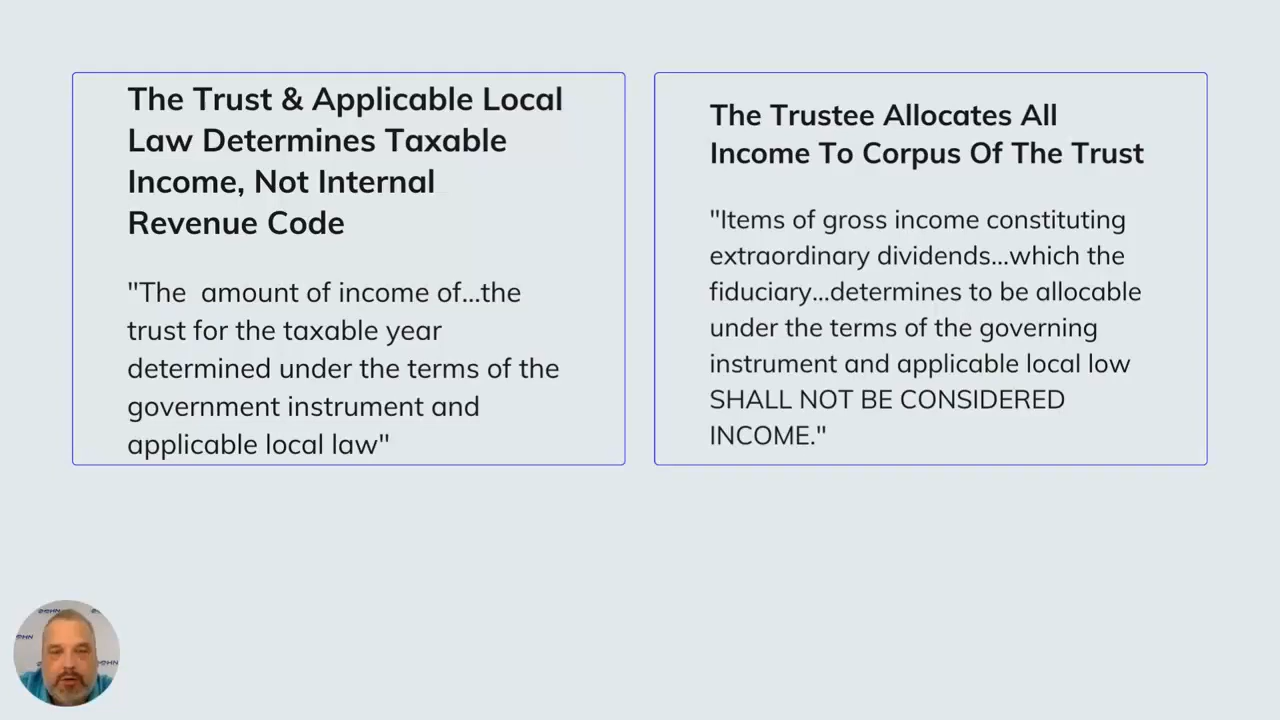 The Trust & Applicable Local
Law Determines Taxable
Income, Not Internal
Revenue Code
"The  amount of income of...the
trust for the taxable year
determined under the terms of the
government instrument and
applicable local law"
The Trustee Allocates All
Income To Corpus Of The Trust
"Items of gross income constituting
extraordinary dividends...which the
fiduciary...determines to be allocable
under the terms of the governing
instrument and applicable local low
SHALL NOT BE CONSIDERED
INCOME."